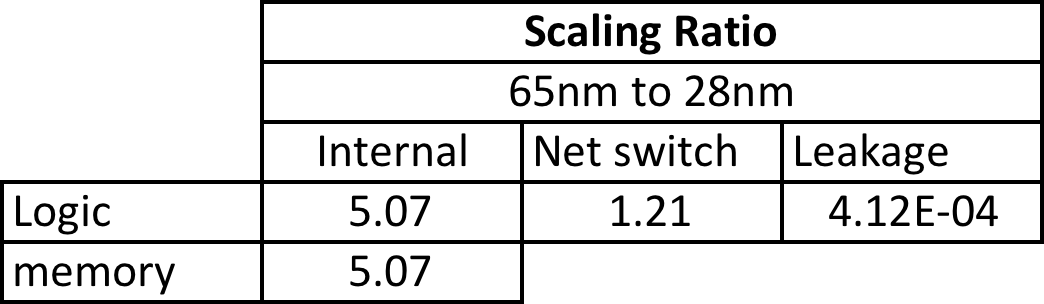 Scaling Ratio
65nm to 28nm
Internal Net switch Leakage
Logic 5.07 1.21 4.12E-04
memory 5.07